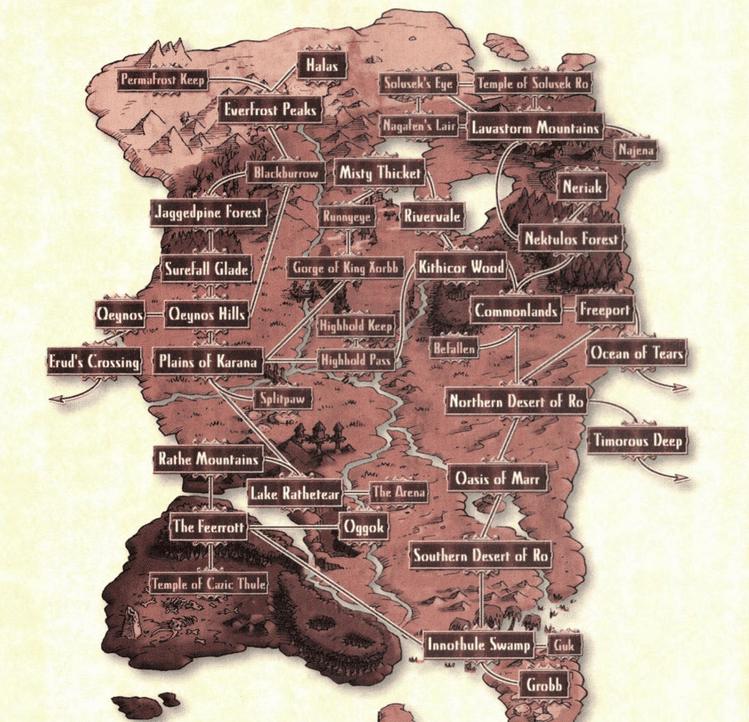 Halas
Permafrost Keep
Solusek's Eye
Temple of Solusek Ro
Everfrost Peaks
Nagafen's Lair
Lavastorm Mountains
Najena
Blackburrow
Misty Thicket
Neriak
Jaggedpine Forest
Runnyeye
Rivervale
Nektulos Forest
Surefall Glade
Gorge of King Xorbb
Kithicor Wood
Qeynos
Qeynos Hills
Commonlands
Freeport
Highhold Keep
Befallen
Ocean of Tears
Erud's Crossing
Plains of Karana
Highhold Pass
Splitpaw
Northern Desert of Ro
Timorous Deep
Rathe Mountains
Oasis of Marr
Lake Rathetear
The Arena
The Feerrott
Oggok
Southern Desert of Ro
Temple of Cazic Thule
Innothule Swamp
Guk
Grobb